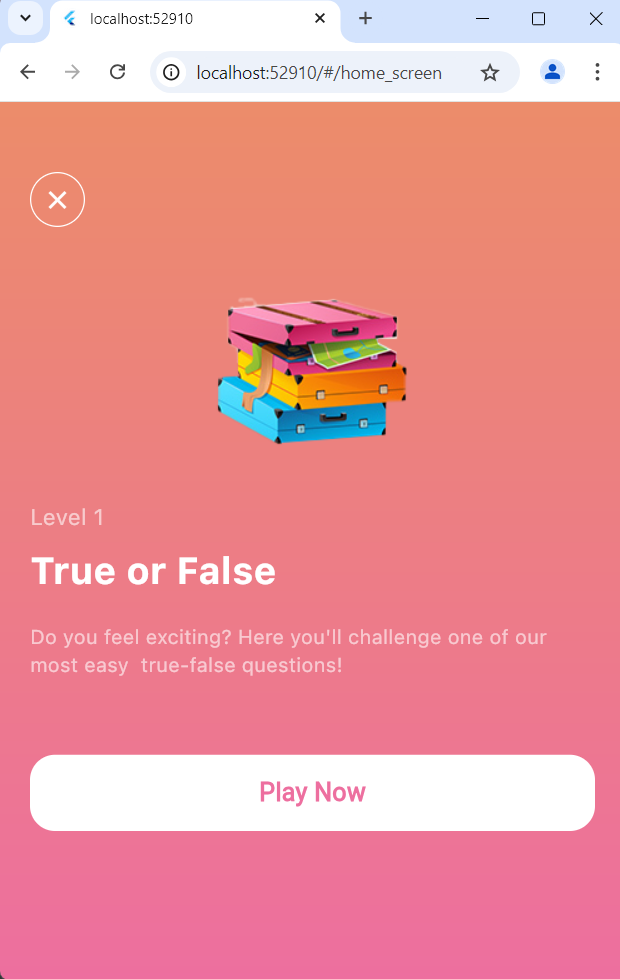 localhost:52910
localhost:52910/#/home_screen
Level 1
True or False
Do you feel exciting? Here you'll challenge one of our
most easy  true-false questions!
Play Now